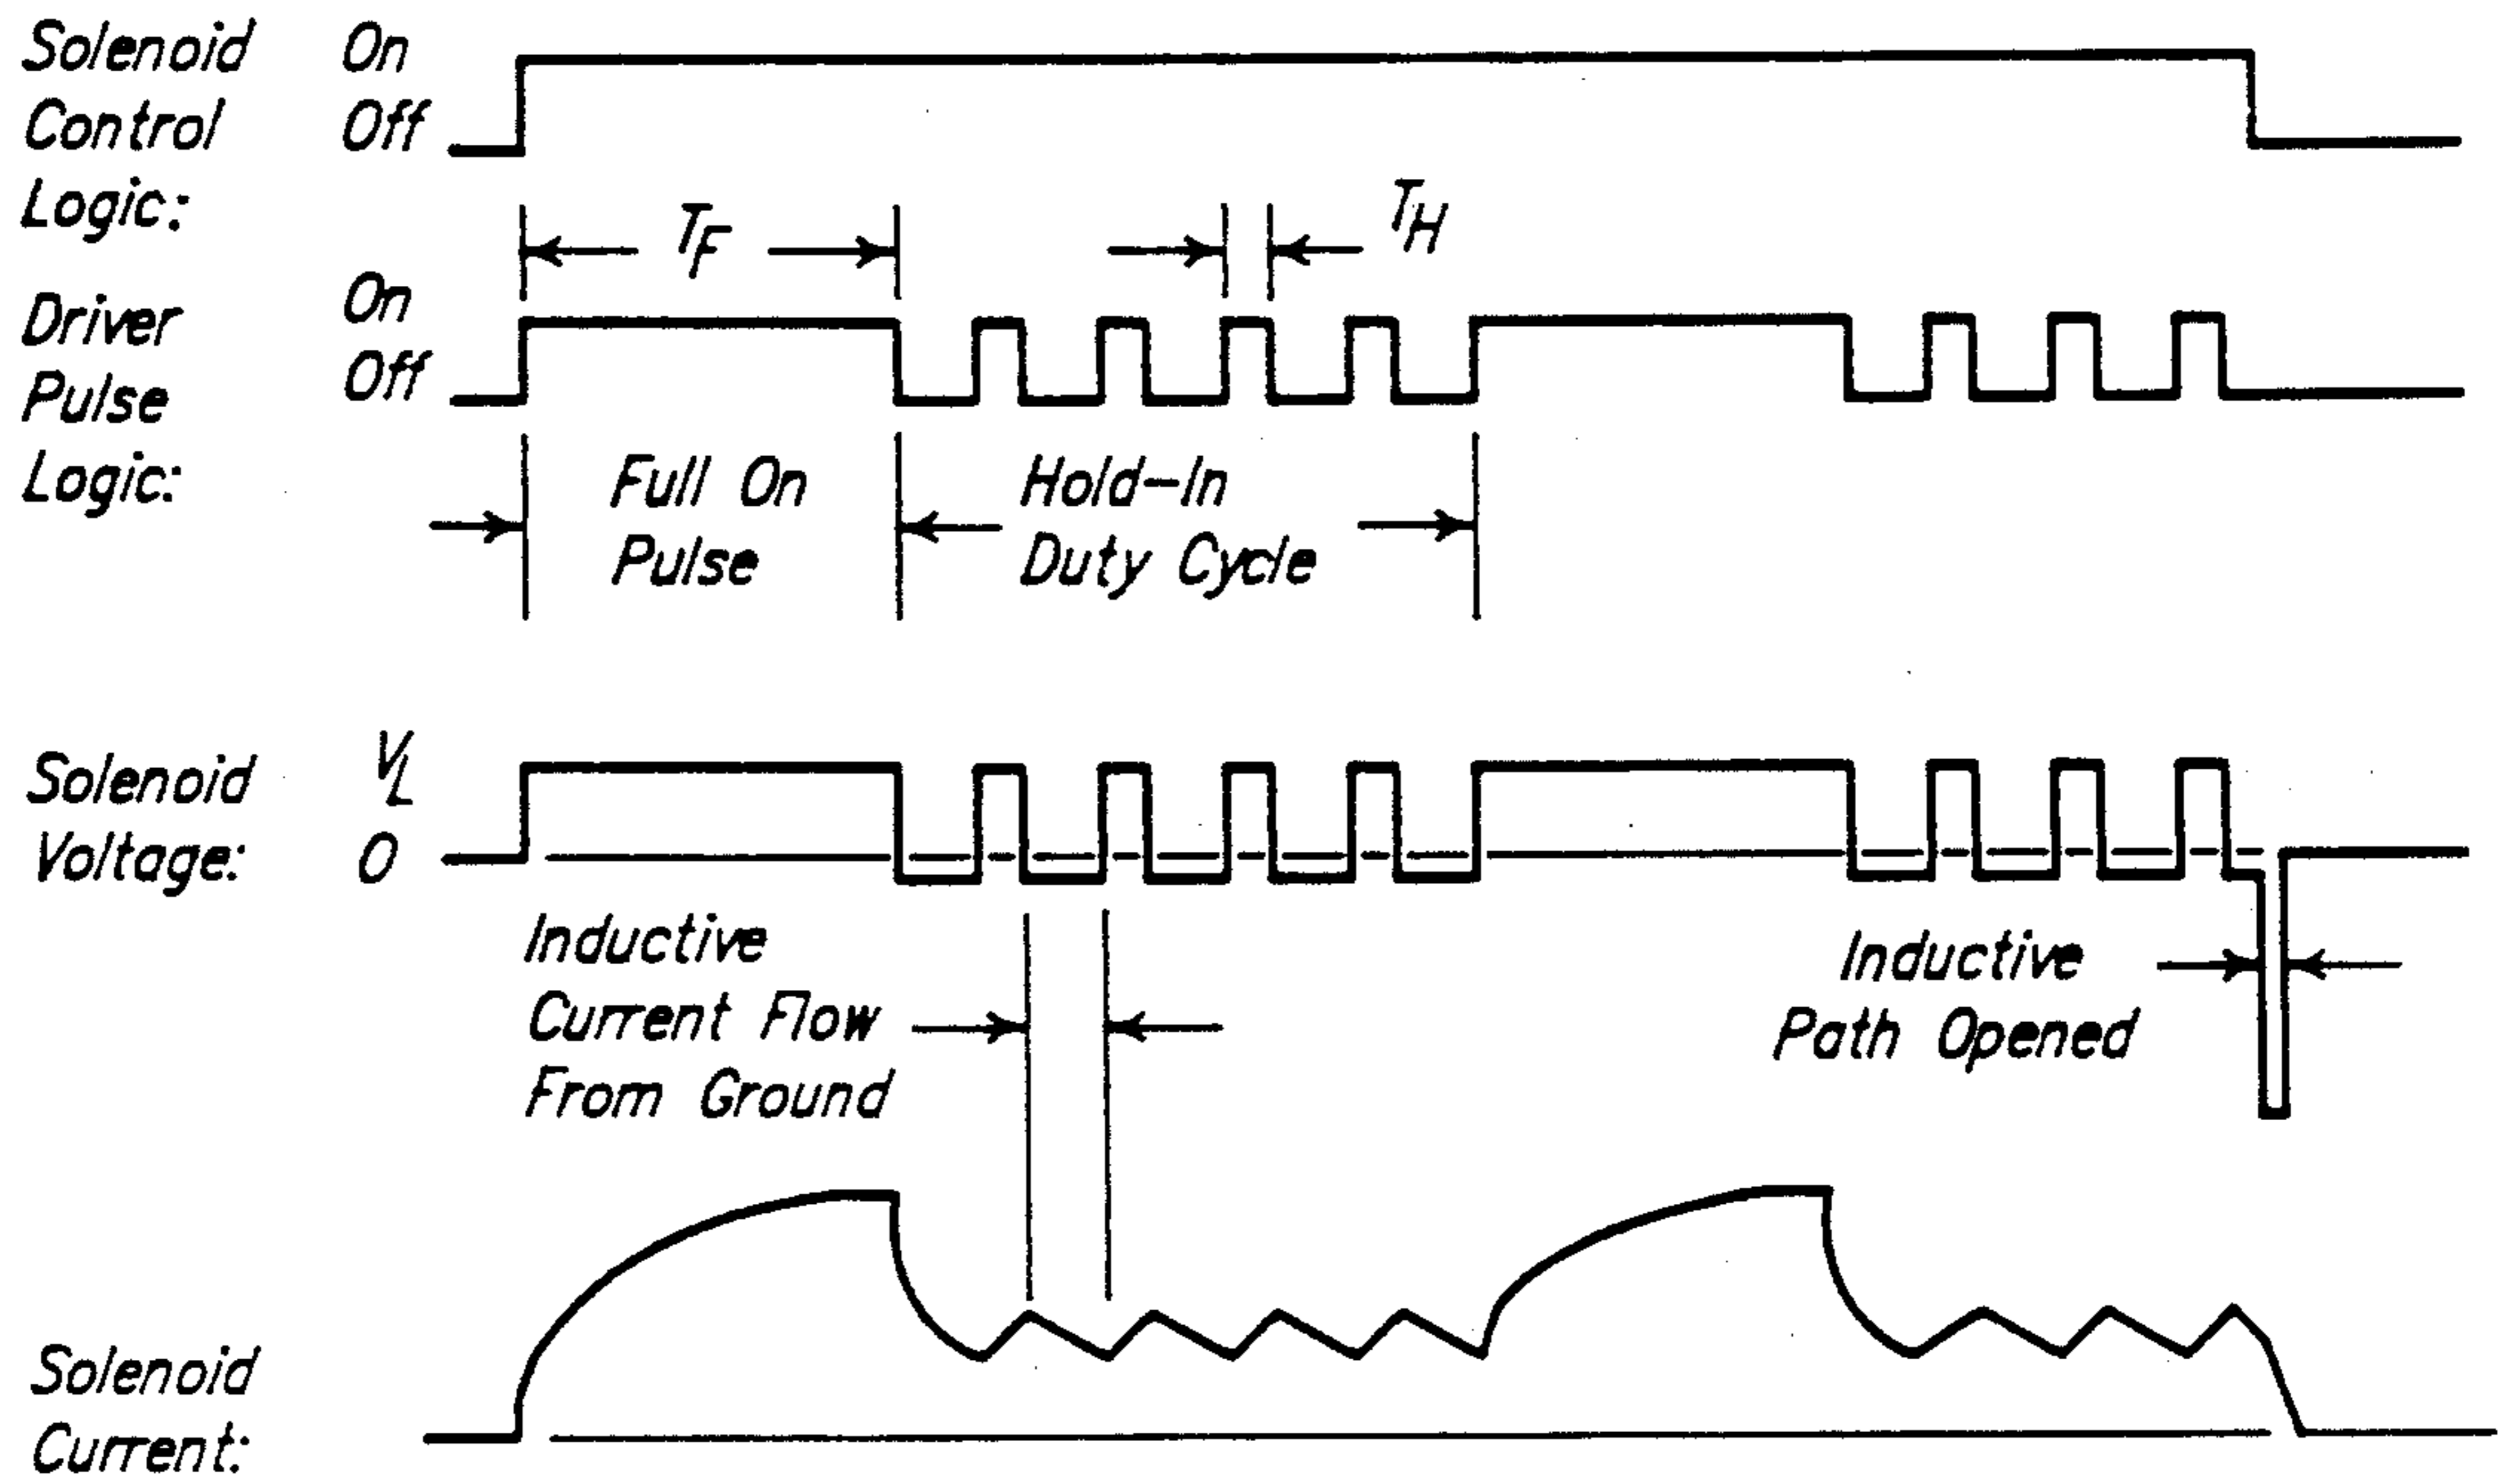 Solenoid On
Control Off
Logic:
T_F
T_H
Driver On
Pulse Off
Logic:
Full On
Pulse
Hold-In
Duty Cycle
Solenoid V_L
Voltage: 0
Inductive
Current Flow
From Ground
Inductive
Path Opened
Solenoid
Current: